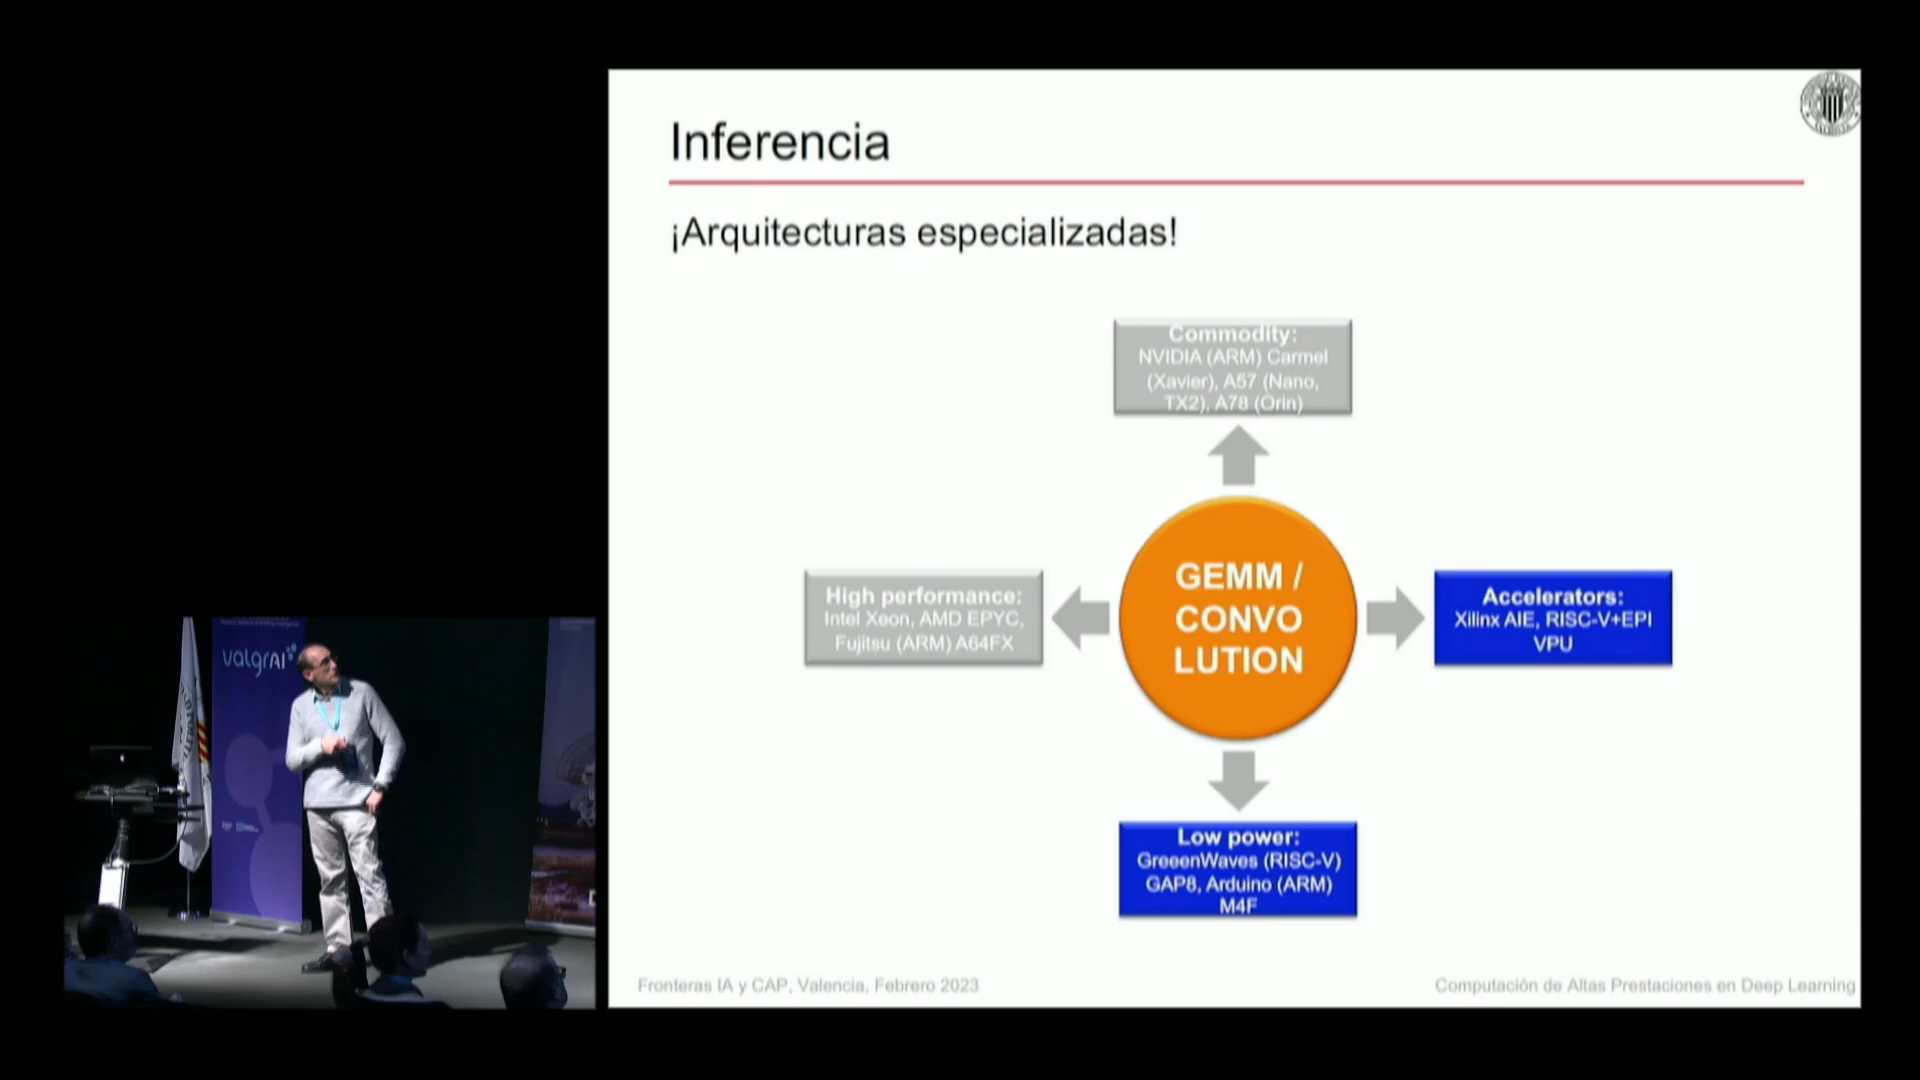 Inferencia
¡Arquitecturas especializadas!
Commodity:
NVIDIA (ARM) Carmel
(Xavier), A57 (Nano,
TX2), A78 (Orin)
High performance:
Intel Xeon, AMD EPYC,
Fujitsu (ARM) A64FX
GEMM /
CONVO
LUTION
Accelerators:
Xilinx AIE, RISC-V+EPI
VPU
Low power:
GreeenWaves (RISC-V)
GAP8, Arduino (ARM)
M4F
Fronteras IA y CAP, Valencia, Febrero 2023
Computación de Altas Prestaciones en Deep Learning
valgrAI